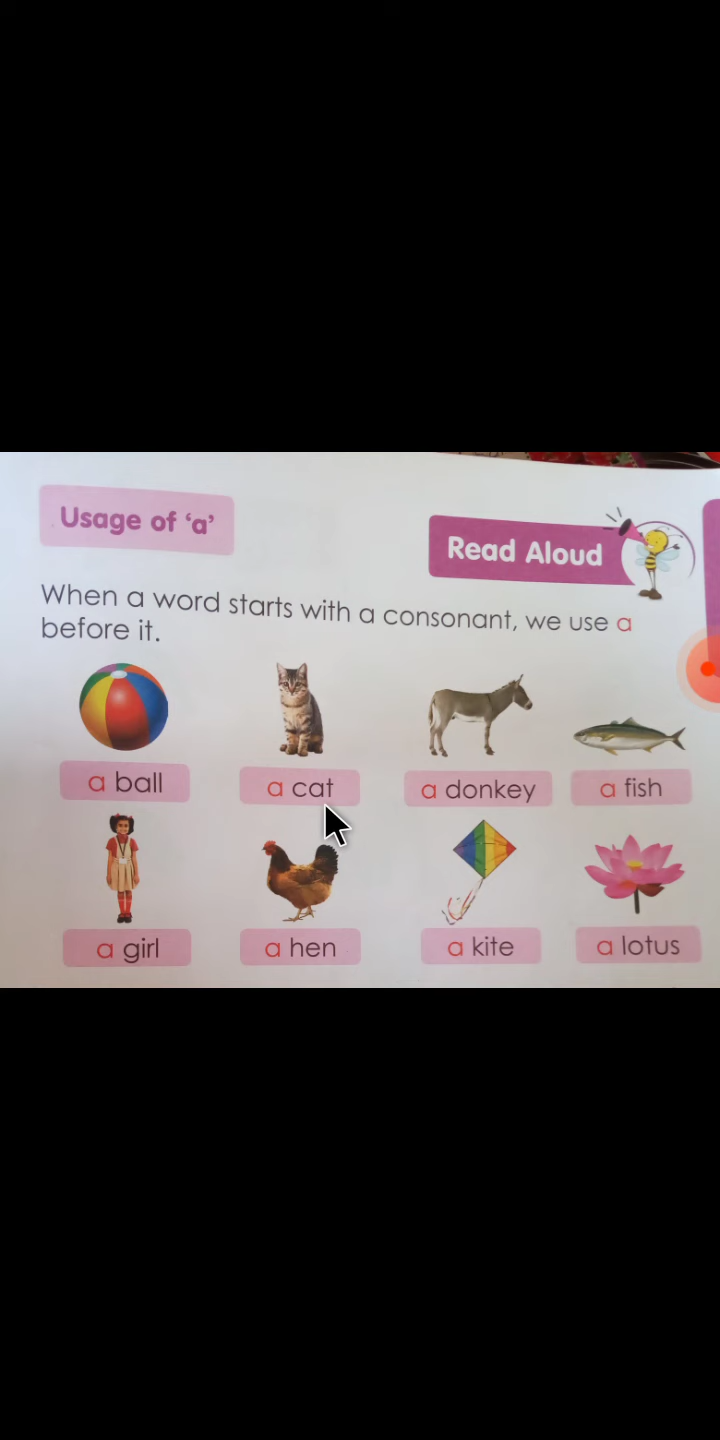 Usage of ‘a’
Read Aloud
When a word starts with a consonant, we use a
before it.
a ball
a cat
a donkey
a fish
a girl
a hen
a kite
a lotus